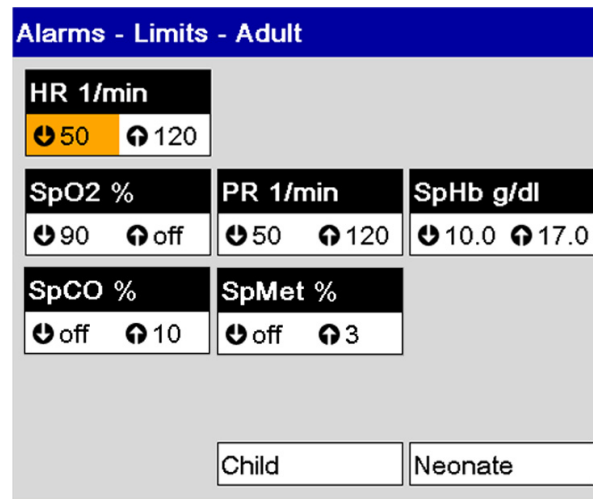 Alarms - Limits - Adult
HR 1/min
50 120
SpO2 % PR 1/min SpHb g/dl
90 off 50 120 10.0 17.0
SpCO % SpMet %
off 10 off 3
Child Neonate